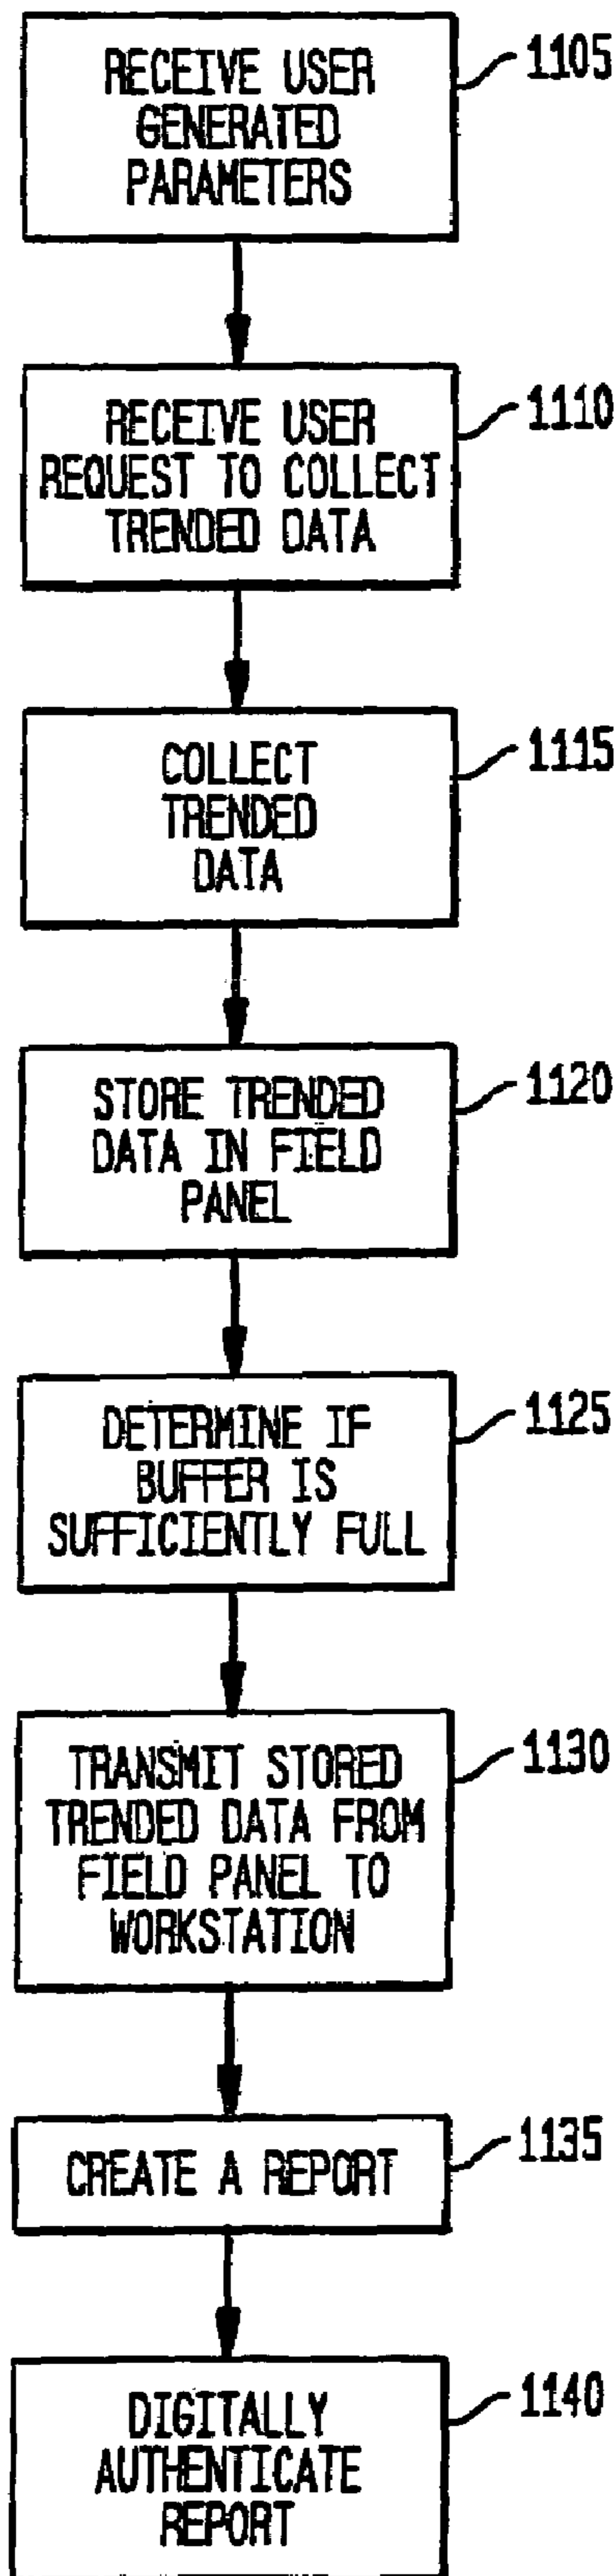 RECEIVE USER
GENERATED
PARAMETERS
1105
RECEIVE USER
REQUEST TO COLLECT
TRENDED DATA
1110
COLLECT
TRENDED
DATA
1115
STORE TRENDED
DATA IN FIELD
PANEL
1120
DETERMINE IF
BUFFER IS
SUFFICIENTLY FULL
1125
TRANSMIT STORED
TRENDED DATA FROM
FIELD PANEL TO
WORKSTATION
1130
CREATE A REPORT
1135
DIGITALLY
AUTHENTICATE
REPORT
1140